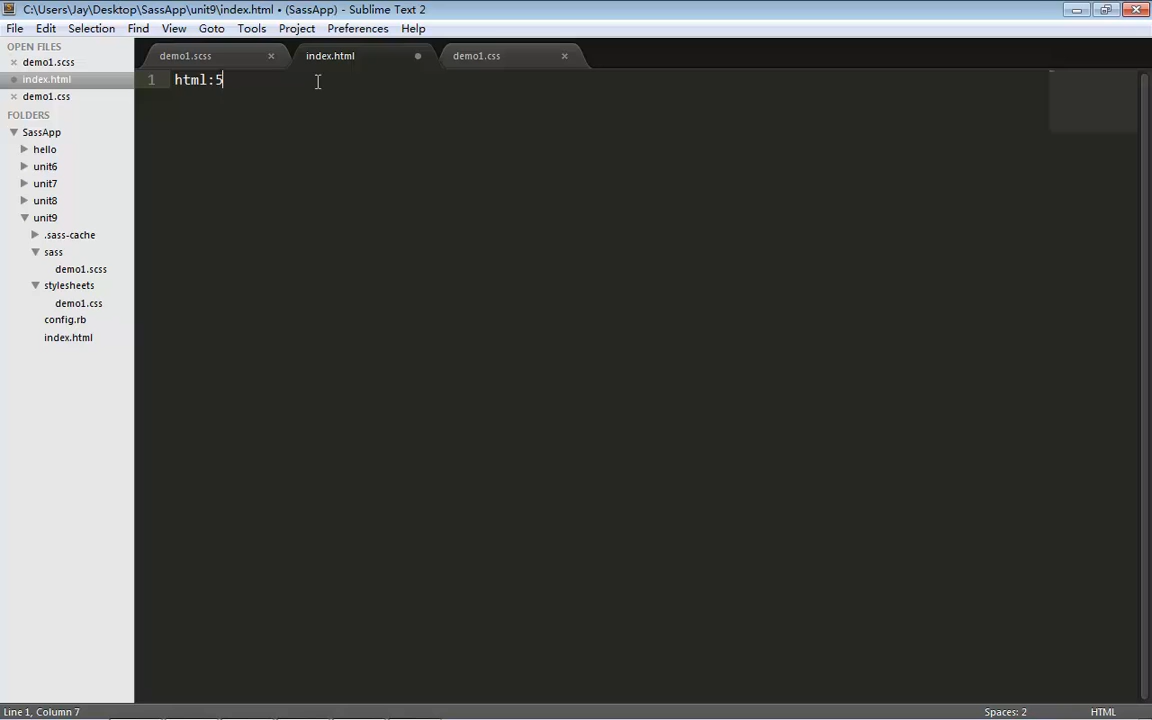 C:\Users\Jay\Desktop\SassApp\unit9\index.html • (SassApp) - Sublime Text 2
File Edit Selection Find View Goto Tools Project Preferences Help
OPEN FILES
demo1.scss
index.html
demo1.css
FOLDERS
SassApp
hello
unit6
unit7
unit8
unit9
.sass-cache
sass
demo1.scss
stylesheets
demo1.css
config.rb
index.html
demo1.scss index.html demo1.css
1 html:5
Line 1, Column 7 Spaces: 2 HTML